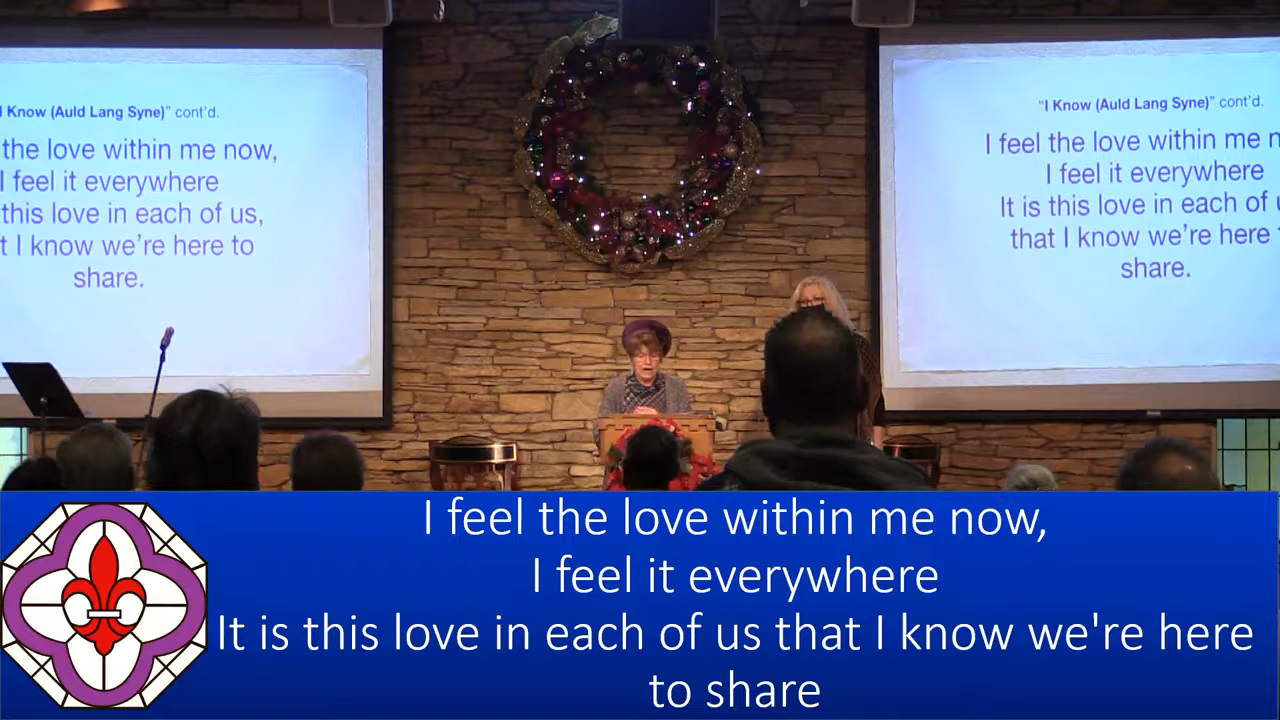 I Know (Auld Lang Syne)” cont’d.
the love within me now,
I feel it everywhere
this love in each of us,
t I know we’re here to
share.
“I Know (Auld Lang Syne)” cont’d.
I feel the love within me n
I feel it everywhere
It is this love in each of u
that I know we’re here t
share.
I feel the love within me now,
I feel it everywhere
It is this love in each of us that I know we're here
to share